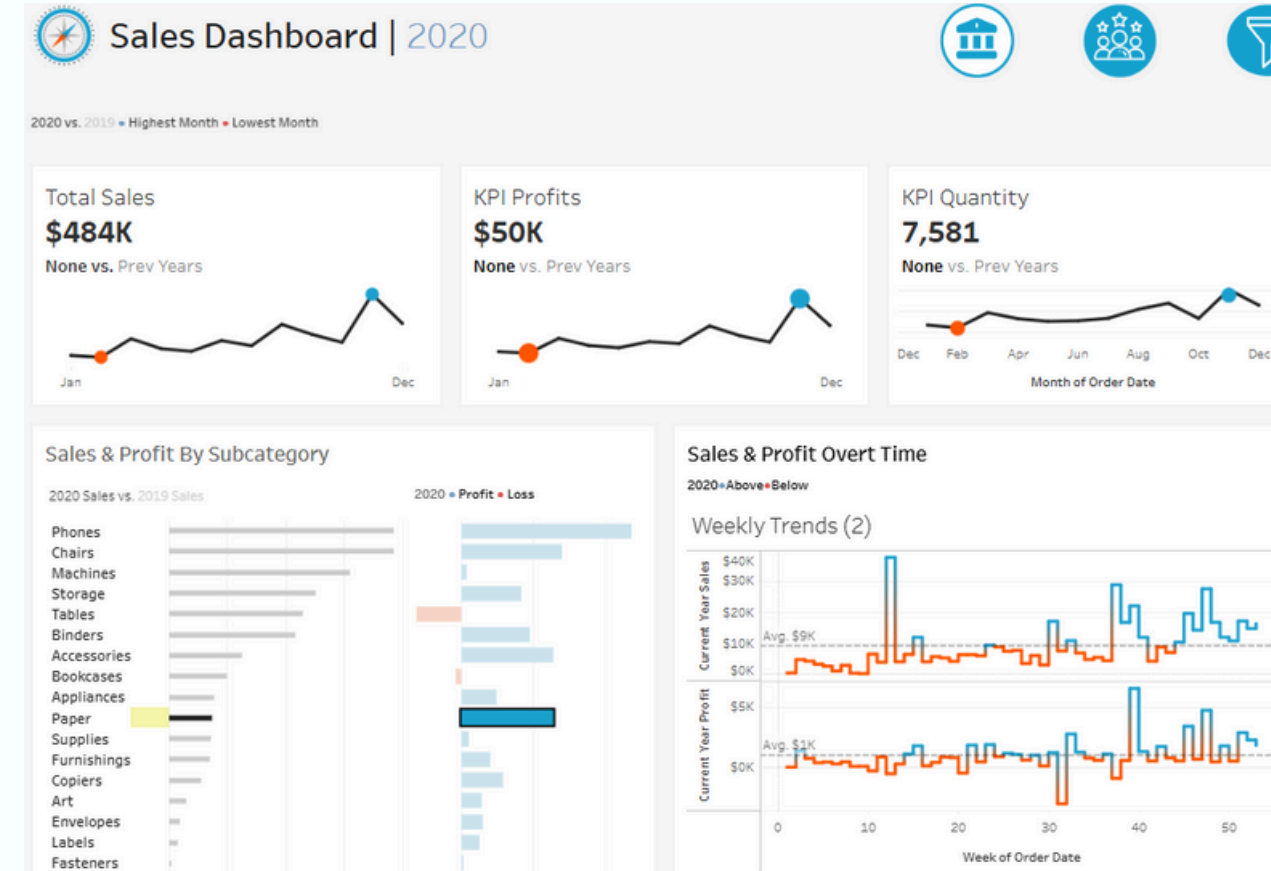 Sales Dashboard | 2020
2020 vs. 2019 • Highest Month • Lowest Month
Total Sales
$484K
None vs. Prev Years
Jan
Dec
KPI Profits
$50K
None vs. Prev Years
Jan
Dec
KPI Quantity
7,581
None vs. Prev Years
Dec Feb Apr Jun Aug Oct Dec
Month of Order Date
Sales & Profit By Subcategory
2020 Sales vs. 2019 Sales
2020 • Profit • Loss
Phones
Chairs
Machines
Storage
Tables
Binders
Accessories
Bookcases
Appliances
Paper
Supplies
Furnishings
Copiers
Art
Envelopes
Labels
Fasteners
Sales & Profit Overt Time
2020•Above•Below
Weekly Trends (2)
Current Year Sales
$40K
$30K
$20K
$10K
$0K
Avg. $9K
Current Year Profit
$5K
$0K
Avg. $1K
0 10 20 30 40 50
Week of Order Date